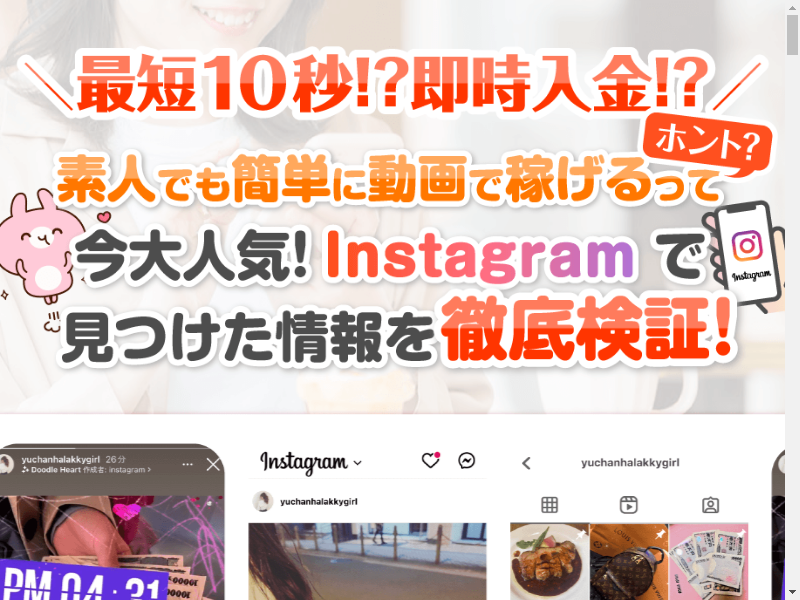 最短10秒!?即時入金!?
ホント?
素人でも簡単に動画で稼げるって
今大人気! Instagram で
Instagram
見つけた情報を徹底検証!
yuchanhalakkygirl 26分
Doodle Heart 作成者: instagram >
Instagram
yuchanhalakkygirl
yuchanhalakkygirl
PM 04:31